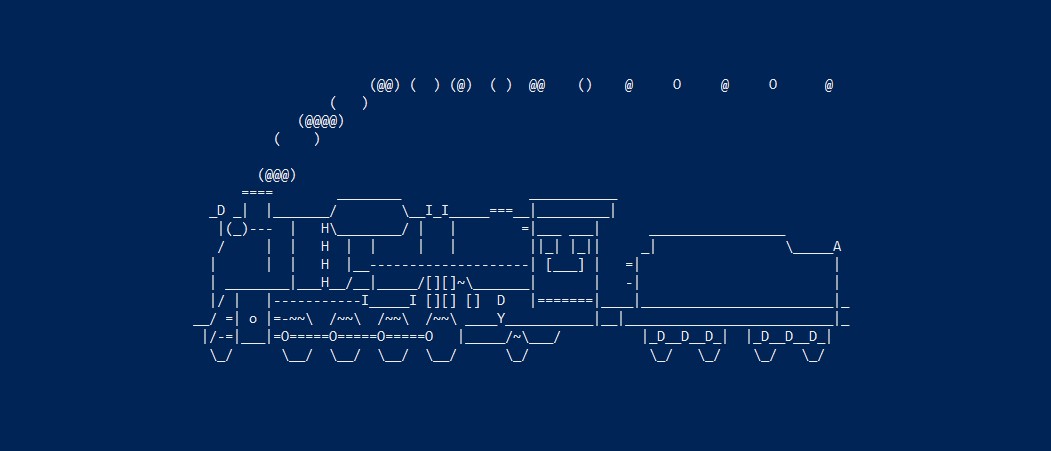 (@@) (  ) (@)  ( )  @@    ()    @     O     @     O      @
                 (   )
             (@@@@)
          (    )

        (@@@)
      ====        ________                ___________
  _D _|  |_______/        \__I_I_____===__|_________|
   |(_)---  |   H\________/ |   |        =|___ ___|      _________________
   /     |  |   H  |  |     |   |         ||_| |_||     _|                \_____A
  |      |  |   H  |__--------------------| [___] |   =|                        |
  | ________|___H__/__|_____/[][]~\_______|       |   -|                        |
  |/ |   |-----------I_____I [][] []  D   |=======|____|________________________|_
__/ =| o |=-~~\  /~~\  /~~\  /~~\ ____Y___________|__|__________________________|_
 |/-=|___|=O=====O=====O=====O   |_____/~\___/          |_D__D__D_|  |_D__D__D_|
  \_/      \__/  \__/  \__/  \__/      \_/               \_/   \_/    \_/   \_/